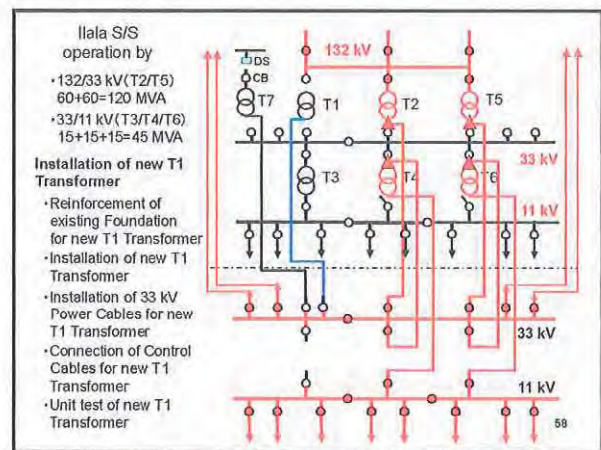 Ilala S/S
operation by
・132/33 kV(T2/T5)
60+60=120 MVA
・33/11 kV(T3/T4/T6)
15+15+15=45 MVA
Installation of new T1
Transformer
・Reinforcement of
existing Foundation
for new T1 Transformer
・Installation of new T1
Transformer
・Installation of 33 kV
Power Cables for new
T1 Transformer
・Connection of Control
Cables for new T1
Transformer
・Unit test of new T1
Transformer
132 kV
DS
CB
T7
T1
T2
T5
33 kV
T3
T4
T6
11 kV
33 kV
11 kV
58